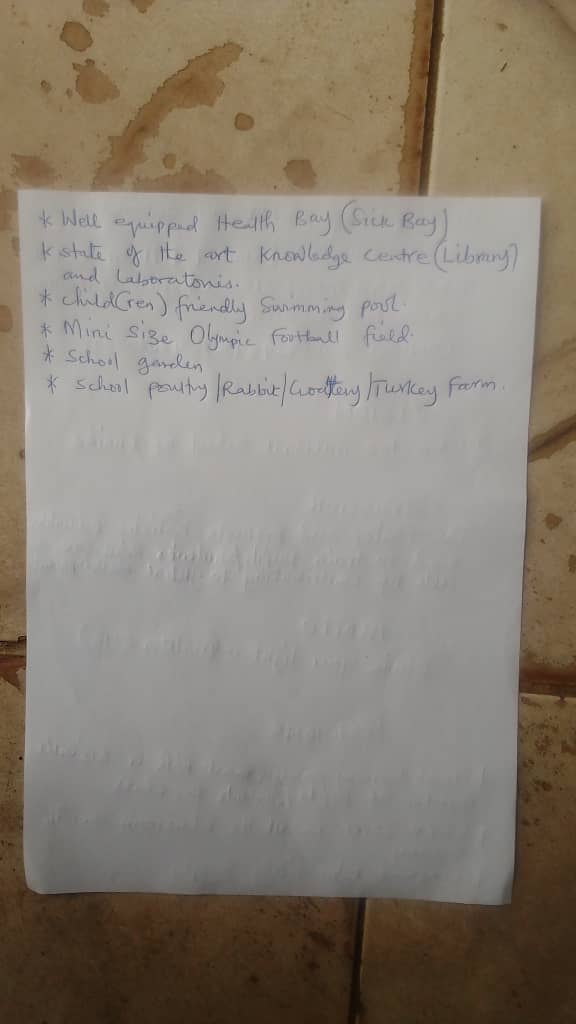 * Well equipped Health Bay (Sick Bay)
* state of the art Knowledge centre (Library)
and Laboratories.
* child(ren) friendly Swimming pool.
* Mini Size Olympic Football field.
* School garden
* School poultry/Rabbit/Goatery/Turkey Farm.